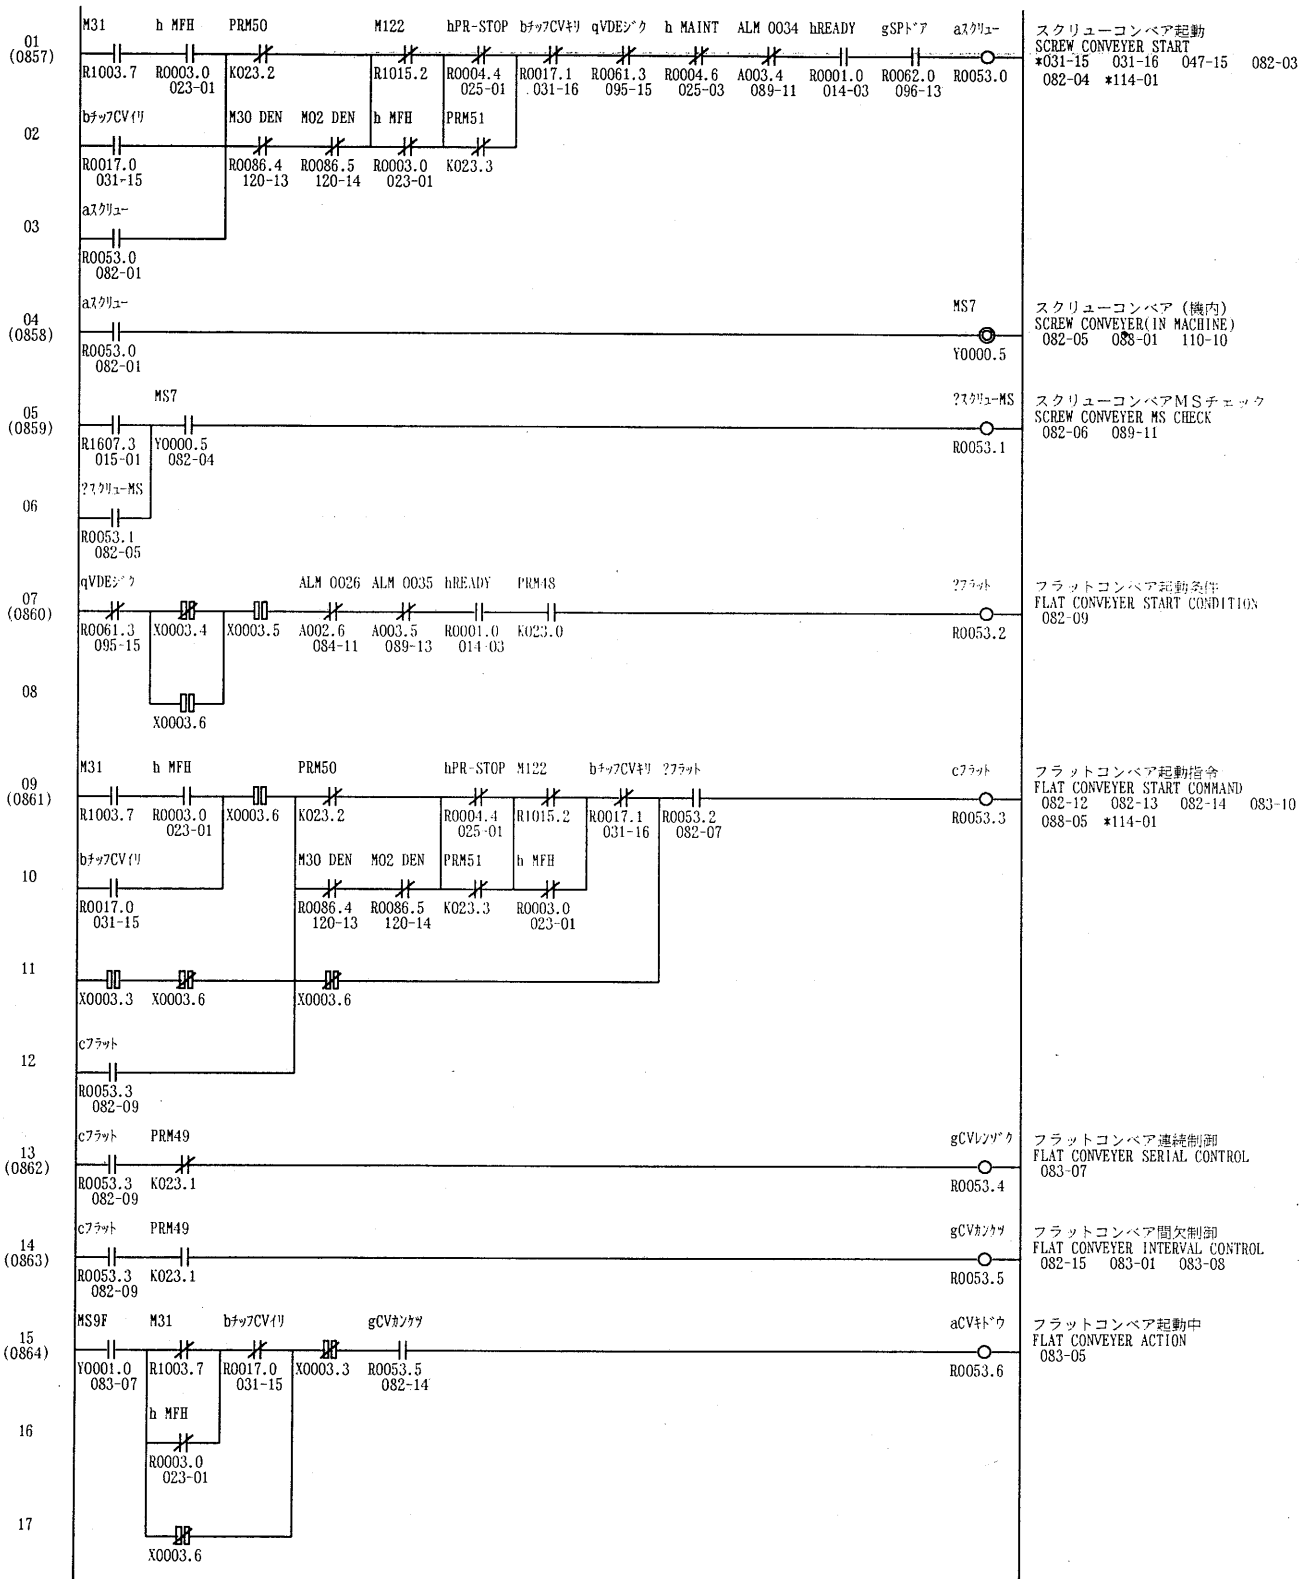 M31 h MFH PRM50 M122 hPR-STOP bチップCVキリ qVDEジク h MAINT ALM 0034 hREADY gSPドア aスクリュー スクリューコンベア起動
01 SCREW CONVEYER START
(0857) *031-15 031-16 047-15 082-03
R1003.7 R0003.0 K023.2 R1015.2 R0004.4 R0017.1 R0061.3 R0004.6 A003.4 R0001.0 R0062.0 R0053.0 082-04 *114-01
023-01 025-01 031-16 095-15 025-03 089-11 014-03 096-13
bチップCVイリ M30 DEN M02 DEN h MFH PRM51
02
R0017.0 R0086.4 R0086.5 R0003.0 K023.3
031-15 120-13 120-14 023-01
aスクリュー
03
R0053.0
082-01
aスクリュー MS7 スクリューコンベア(機内)
04 SCREW CONVEYER(IN MACHINE)
(0858) 082-05 088-01 110-10
R0053.0 Y0000.5
082-01
MS7 ?スクリューMS スクリューコンベアMSチェック
05 SCREW CONVEYER MS CHECK
(0859) 082-06 089-11
R1607.3 Y0000.5 R0053.1
015-01 082-04
?スクリューMS
06
R0053.1
082-05
qVDEジク ALM 0026 ALM 0035 hREADY PRM48 ?フラット フラットコンベア起動条件
07 FLAT CONVEYER START CONDITION
(0860) 082-09
R0061.3 X0003.4 X0003.5 A002.6 A003.5 R0001.0 K023.0 R0053.2
095-15 084-11 089-13 014-03
08
X0003.6
M31 h MFH PRM50 hPR-STOP M122 bチップCVキリ ?フラット cフラット フラットコンベア起動指令
09 FLAT CONVEYER START COMMAND
(0861) 082-12 082-13 082-14 083-10
R1003.7 R0003.0 X0003.6 K023.2 R0004.4 R1015.2 R0017.1 R0053.2 R0053.3 088-05 *114-01
023-01 025-01 031-16 082-07
bチップCVイリ M30 DEN M02 DEN PRM51 h MFH
10
R0017.0 R0086.4 R0086.5 K023.3 R0003.0
031-15 120-13 120-14 023-01
11
X0003.3 X0003.6 X0003.6
cフラット
12
R0053.3
082-09
cフラット PRM49 gCVレンゾク フラットコンベア連続制御
13 FLAT CONVEYER SERIAL CONTROL
(0862) 083-07
R0053.3 K023.1 R0053.4
082-09
cフラット PRM49 gCVカンケツ フラットコンベア間欠制御
14 FLAT CONVEYER INTERVAL CONTROL
(0863) 082-15 083-01 083-08
R0053.3 K023.1 R0053.5
082-09
MS9F M31 bチップCVイリ gCVカンケツ aCVキドウ フラットコンベア起動中
15 FLAT CONVEYER ACTION
(0864) 083-05
Y0001.0 R1003.7 R0017.0 X0003.3 R0053.5 R0053.6
083-07 031-15 082-14
h MFH
16
R0003.0
023-01
17
X0003.6